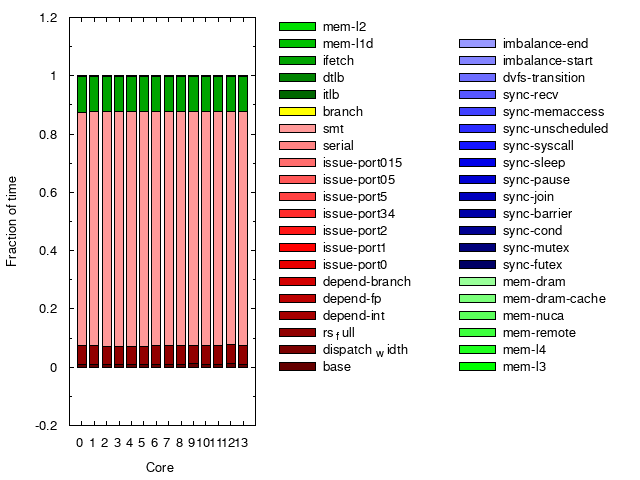 1.2
1
0.8
0.6
0.4
0.2
0
-0.2
Fraction of time
0 1 2 3 4 5 6 7 8 9 10 11 12 13
Core
mem-l2
mem-l1d
ifetch
dtlb
itlb
branch
smt
serial
issue-port015
issue-port05
issue-port5
issue-port34
issue-port2
issue-port1
issue-port0
depend-branch
depend-fp
depend-int
rs_full
dispatch_width
base
imbalance-end
imbalance-start
dvfs-transition
sync-recv
sync-memaccess
sync-unscheduled
sync-syscall
sync-sleep
sync-pause
sync-join
sync-barrier
sync-cond
sync-mutex
sync-futex
mem-dram
mem-dram-cache
mem-nuca
mem-remote
mem-l4
mem-l3